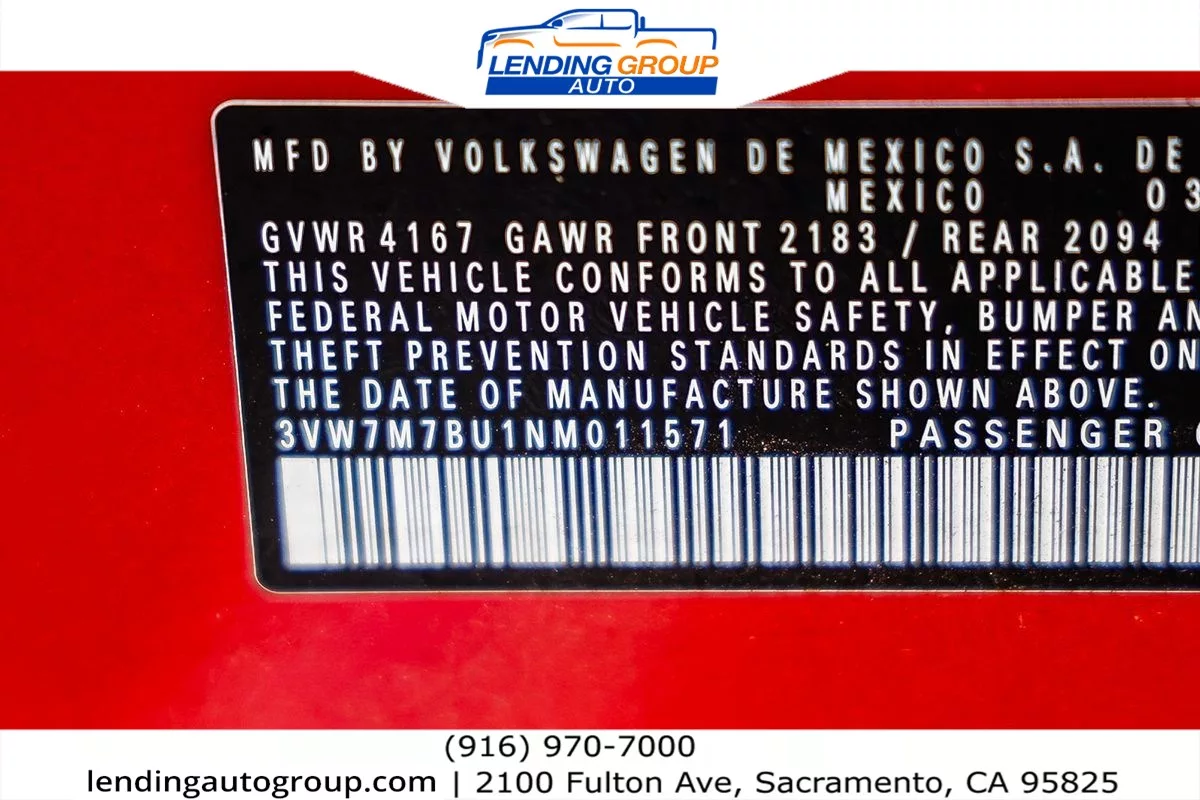 LENDING GROUP
AUTO
MFD BY VOLKSWAGEN DE MEXICO S.A. DE
MEXICO 03
GVWR 4167 GAWR FRONT 2183 / REAR 2094
THIS VEHICLE CONFORMS TO ALL APPLICABLE
FEDERAL MOTOR VEHICLE SAFETY, BUMPER AN
THEFT PREVENTION STANDARDS IN EFFECT ON
THE DATE OF MANUFACTURE SHOWN ABOVE.
3VW7M7BU1NM011571 PASSENGER
(916) 970-7000
lendingautogroup.com | 2100 Fulton Ave, Sacramento, CA 95825